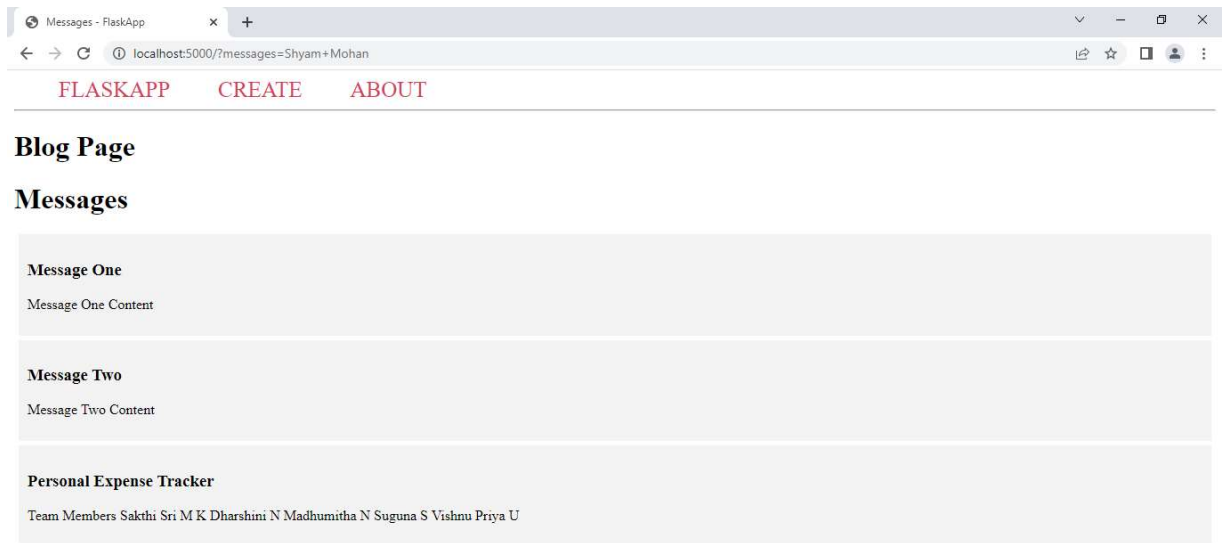 Messages - FlaskApp
localhost:5000/?messages=Shyam+Mohan
FLASKAPP CREATE ABOUT
Blog Page
Messages
Message One
Message One Content
Message Two
Message Two Content
Personal Expense Tracker
Team Members Sakthi Sri M K Dharshini N Madhumitha N Suguna S Vishnu Priya U